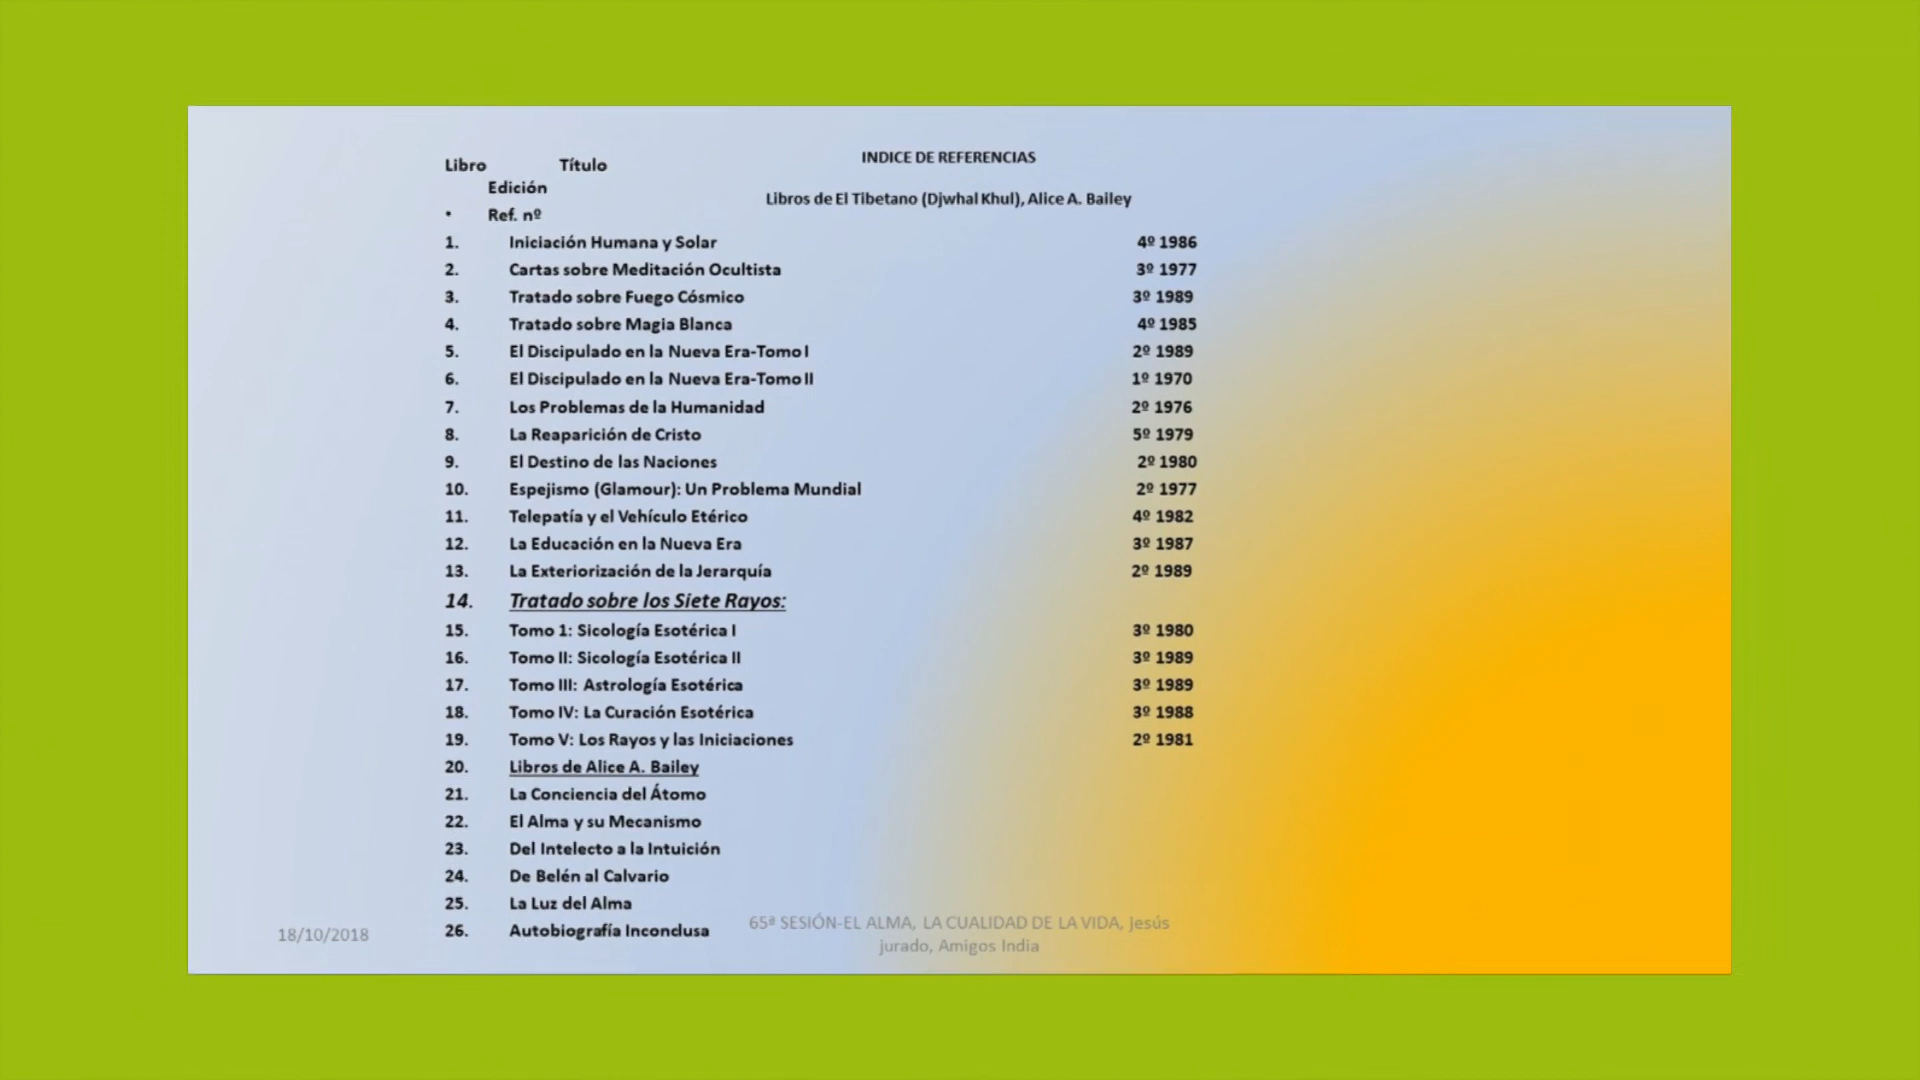 INDICE DE REFERENCIAS
Libros de El Tibetano (Djwhal Khul), Alice A. Bailey
Libro Título
Edición
• Ref. nº
1. Iniciación Humana y Solar 4º 1986
2. Cartas sobre Meditación Ocultista 3º 1977
3. Tratado sobre Fuego Cósmico 3º 1989
4. Tratado sobre Magia Blanca 4º 1985
5. El Discipulado en la Nueva Era-Tomo I 2º 1989
6. El Discipulado en la Nueva Era-Tomo II 1º 1970
7. Los Problemas de la Humanidad 2º 1976
8. La Reaparición de Cristo 5º 1979
9. El Destino de las Naciones 2º 1980
10. Espejismo (Glamour): Un Problema Mundial 2º 1977
11. Telepatía y el Vehículo Etérico 4º 1982
12. La Educación en la Nueva Era 3º 1987
13. La Exteriorización de la Jerarquía 2º 1989
14. Tratado sobre los Siete Rayos:
15. Tomo 1: Sicología Esotérica I 3º 1980
16. Tomo II: Sicología Esotérica II 3º 1989
17. Tomo III: Astrología Esotérica 3º 1989
18. Tomo IV: La Curación Esotérica 3º 1988
19. Tomo V: Los Rayos y las Iniciaciones 2º 1981
20. Libros de Alice A. Bailey
21. La Conciencia del Átomo
22. El Alma y su Mecanismo
23. Del Intelecto a la Intuición
24. De Belén al Calvario
25. La Luz del Alma
26. Autobiografía Inconclusa
18/10/2018
65ª SESIÓN-EL ALMA, LA CUALIDAD DE LA VIDA, jesús
jurado, Amigos India